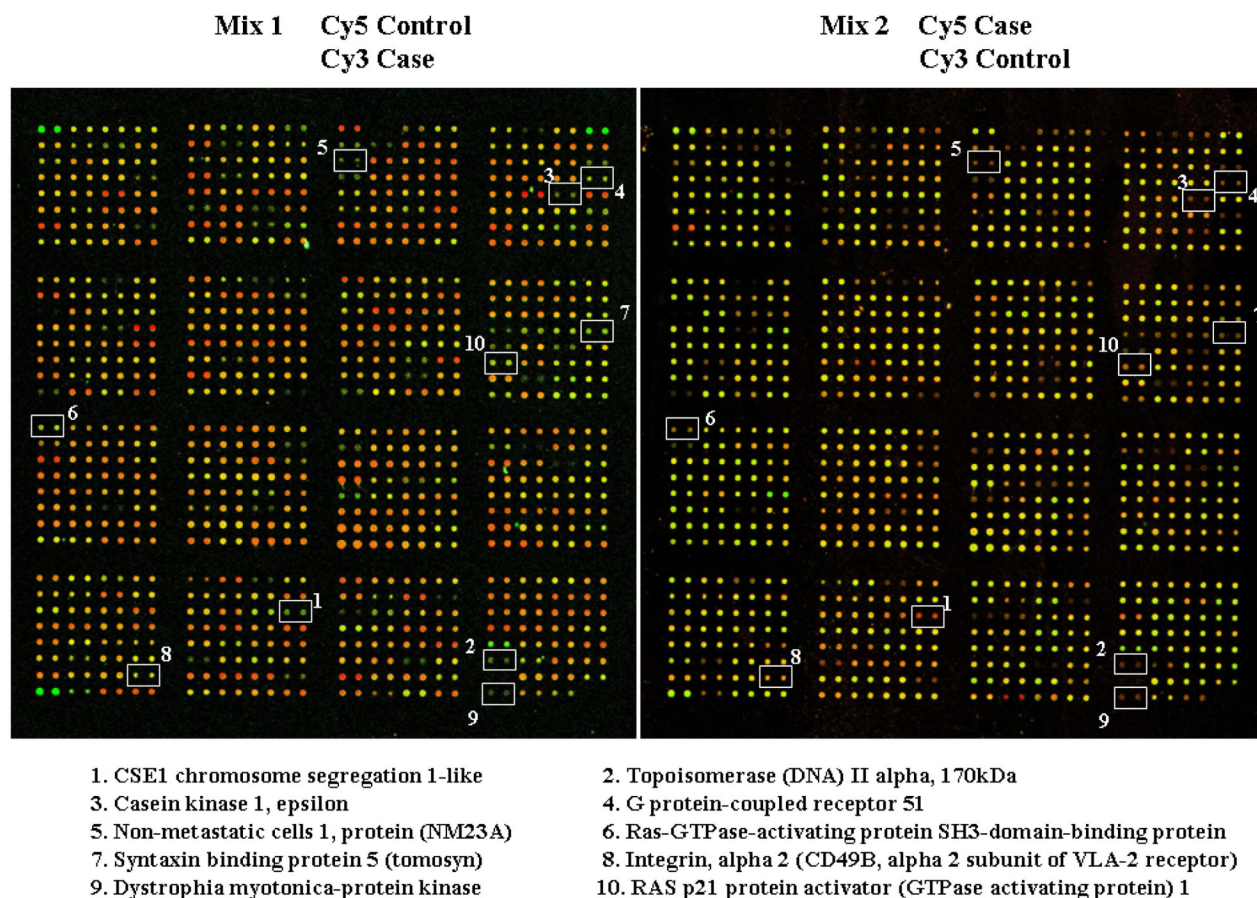 Mix 1 Cy5 Control
Cy3 Case
Mix 2 Cy5 Case
Cy3 Control
5
3
4
7
10
6
1
8
2
9
5
3
4
7
10
6
1
8
2
9
1. CSE1 chromosome segregation 1-like
2. Topoisomerase (DNA) II alpha, 170kDa
3. Casein kinase 1, epsilon
4. G protein-coupled receptor 51
5. Non-metastatic cells 1, protein (NM23A)
6. Ras-GTPase-activating protein SH3-domain-binding protein
7. Syntaxin binding protein 5 (tomosyn)
8. Integrin, alpha 2 (CD49B, alpha 2 subunit of VLA-2 receptor)
9. Dystrophia myotonica-protein kinase
10. RAS p21 protein activator (GTPase activating protein) 1